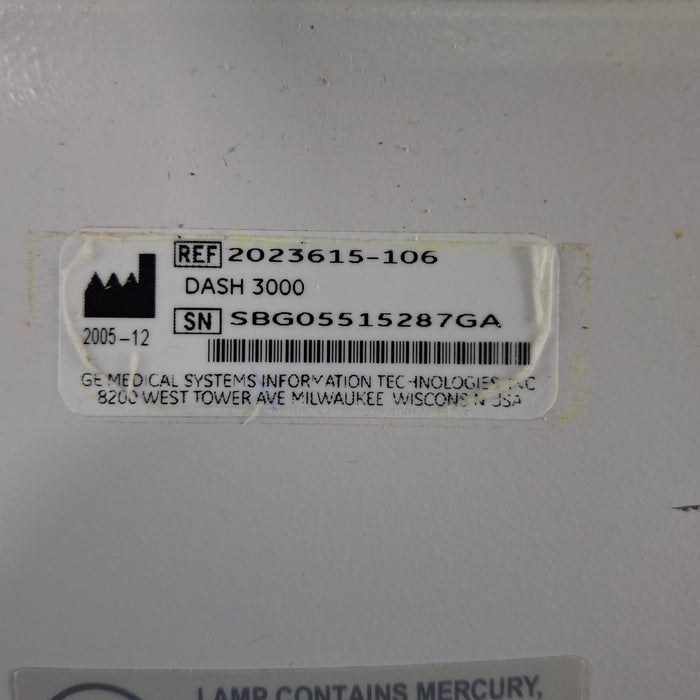 REF 2023615-106
DASH 3000
2005-12
SN SBG05515287GA
GE MEDICAL SYSTEMS INFORMATION TECHNOLOGIES INC
8200 WEST TOWER AVE MILWAUKEE WISCONSIN USA
LAMP CONTAINS MERCURY,